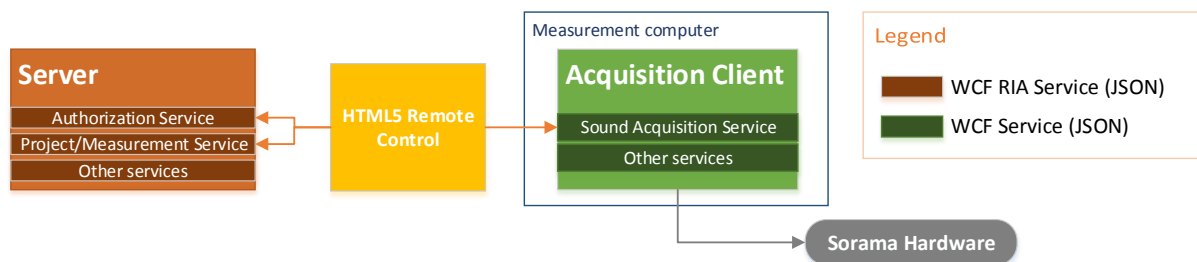 Server
Authorization Service
Project/Measurement Service
Other services
HTML5 Remote
Control
Measurement computer
Acquisition Client
Sound Acquisition Service
Other services
Sorama Hardware
Legend
WCF RIA Service (JSON)
WCF Service (JSON)